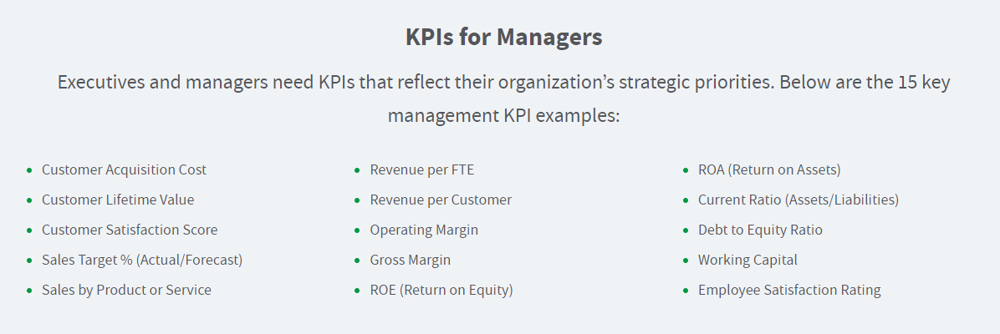 KPIs for Managers
Executives and managers need KPIs that reflect their organization’s strategic priorities. Below are the 15 key
management KPI examples:
Customer Acquisition Cost
Customer Lifetime Value
Customer Satisfaction Score
Sales Target % (Actual/Forecast)
Sales by Product or Service
Revenue per FTE
Revenue per Customer
Operating Margin
Gross Margin
ROE (Return on Equity)
ROA (Return on Assets)
Current Ratio (Assets/Liabilities)
Debt to Equity Ratio
Working Capital
Employee Satisfaction Rating